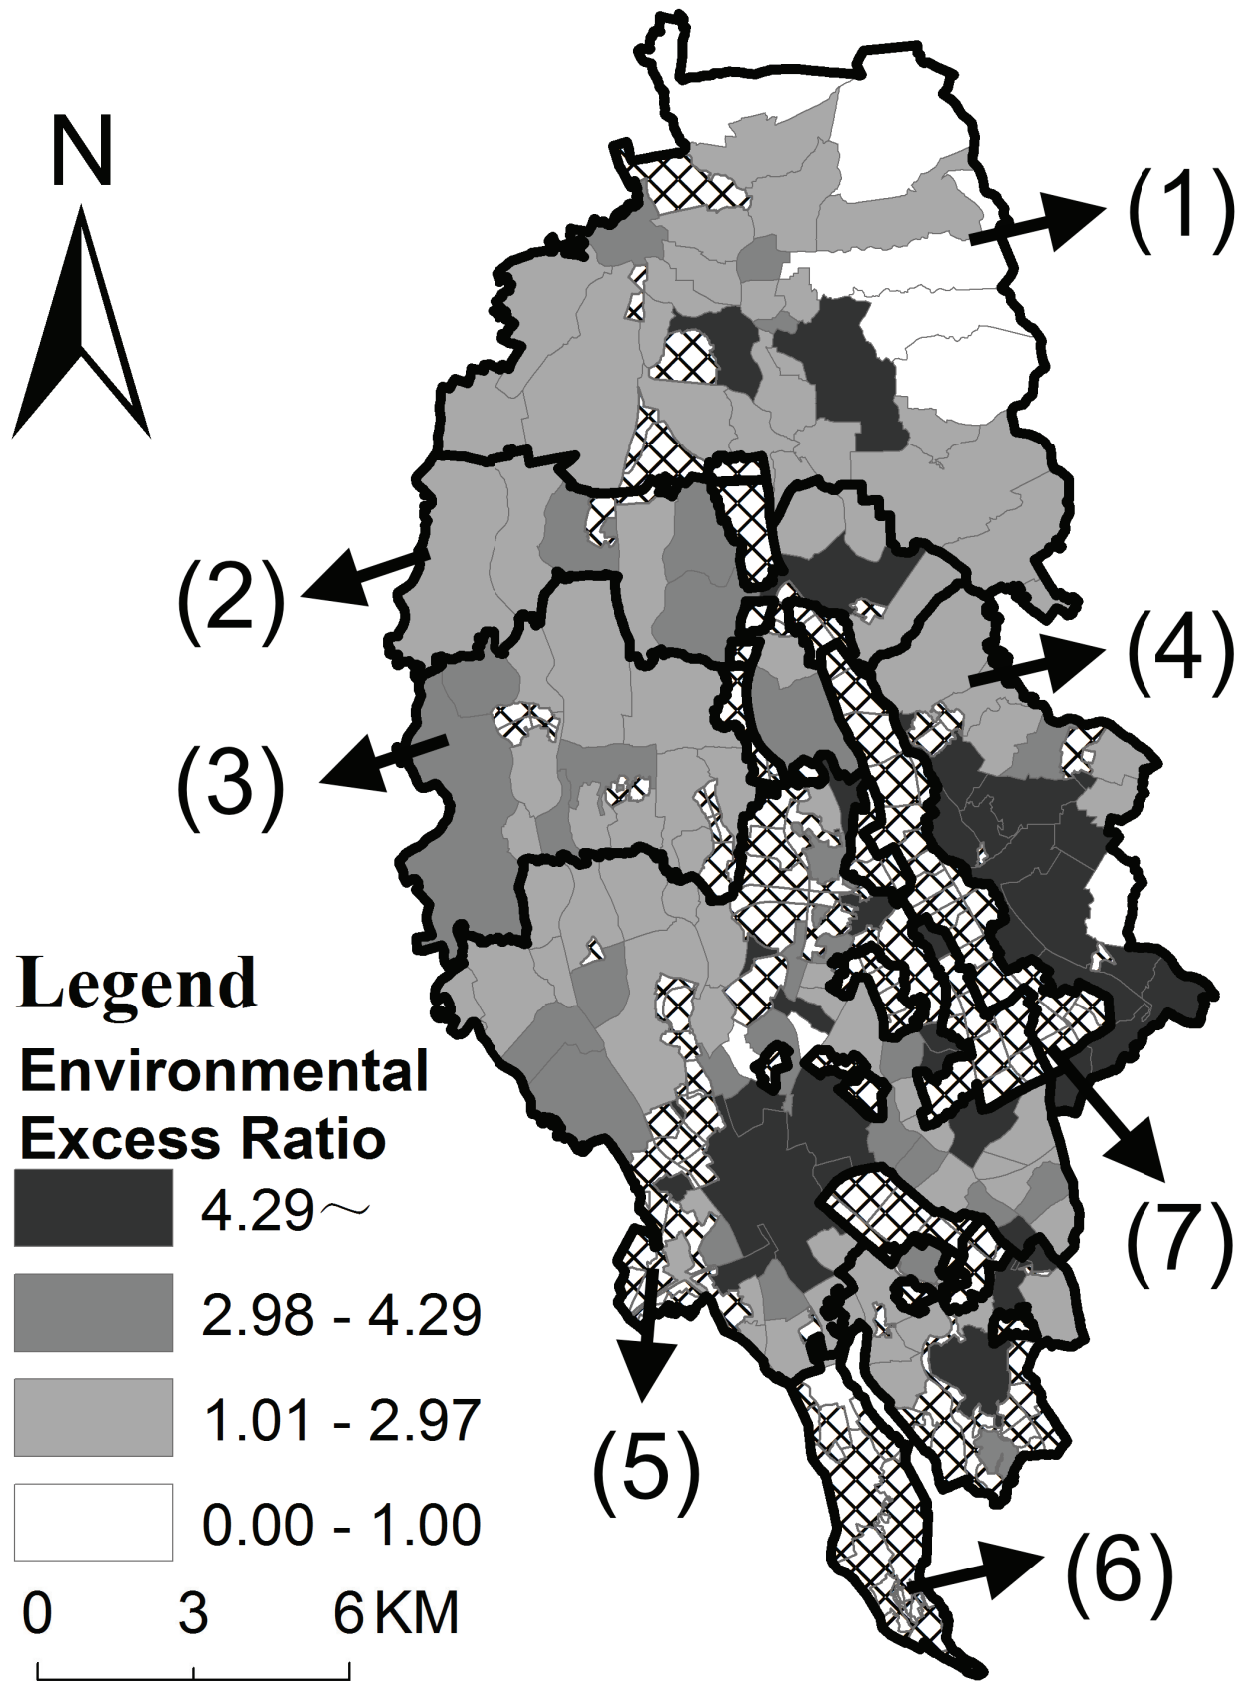 N
(1)
(2)
(4)
(3)
(7)
(5)
(6)
Legend
Environmental
Excess Ratio
4.29～
2.98 - 4.29
1.01 - 2.97
0.00 - 1.00
0 3 6 KM